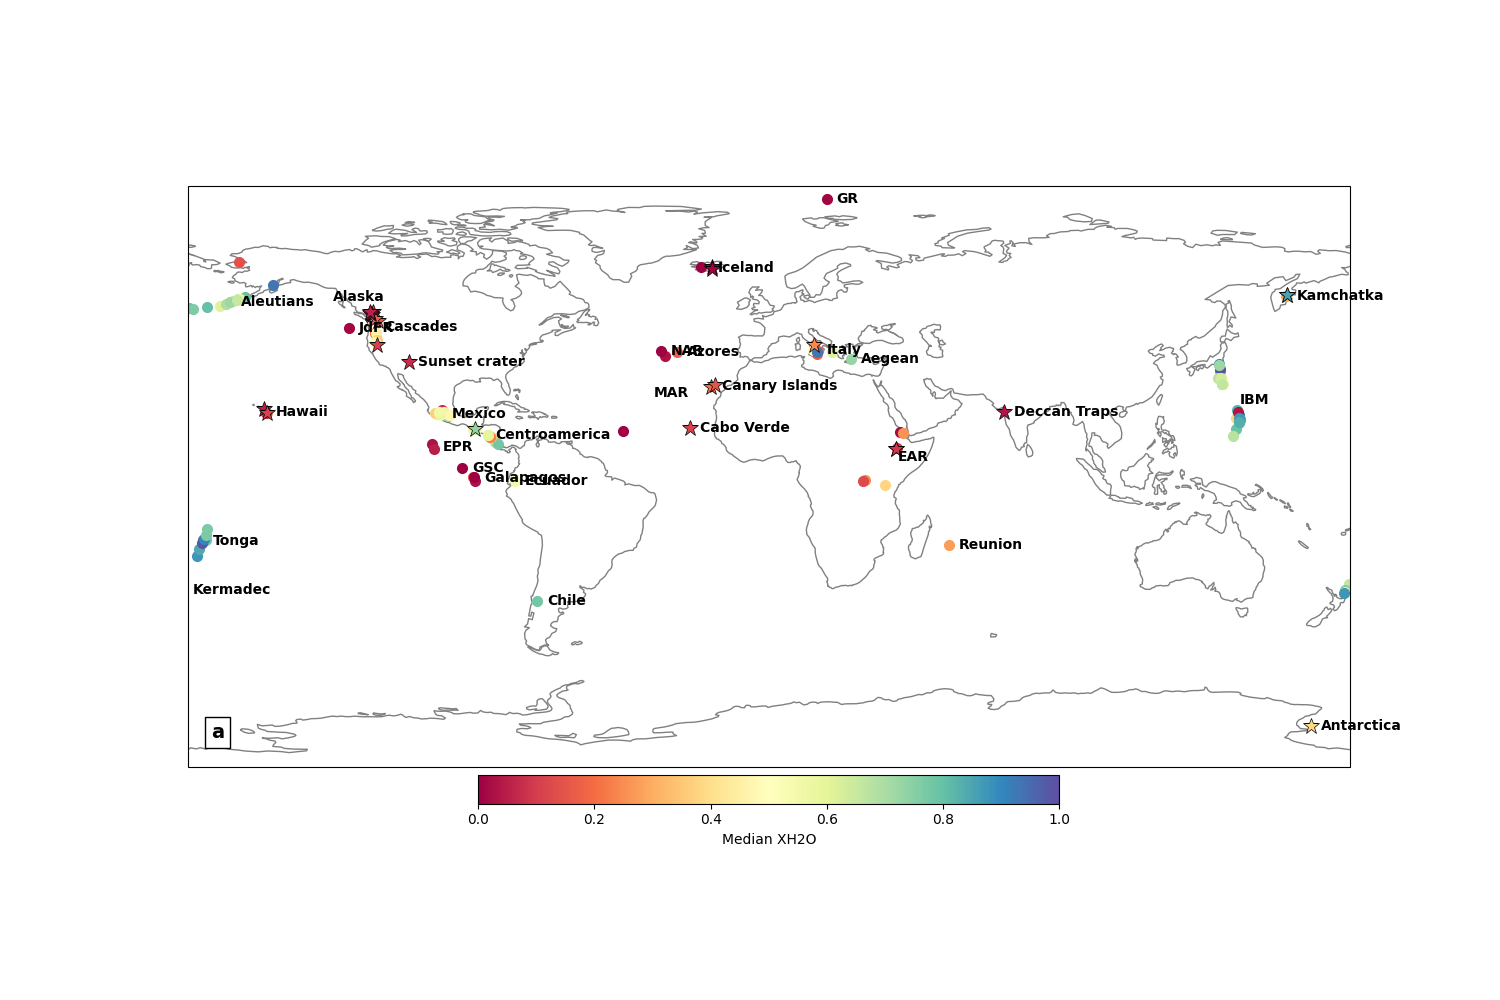 GR
Iceland
Alaska
Kamchatka
Aleutians
Cascades
JdFR
NAR
Azores
Italy
Aegean
Sunset crater
Canary Islands
MAR
IBM
Hawaii
Mexico
Deccan Traps
Cabo Verde
Centroamerica
EPR
EAR
GSC
Galapagos
Ecuador
Tonga
Reunion
Kermadec
Chile
Antarctica
a
0.0 0.2 0.4 0.6 0.8 1.0
Median XH2O